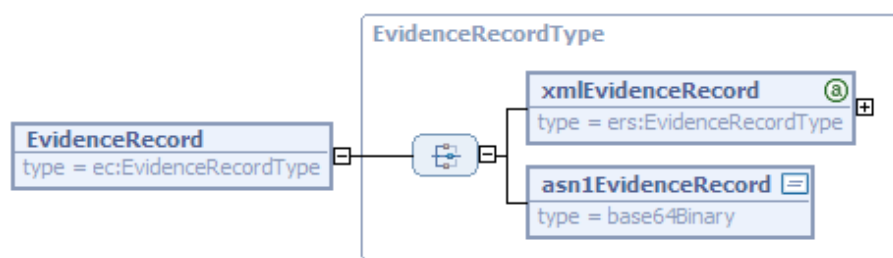 EvidenceRecordType
xmlEvidenceRecord a
type = ers:EvidenceRecordType
EvidenceRecord
type = ec:EvidenceRecordType
asn1EvidenceRecord
type = base64Binary